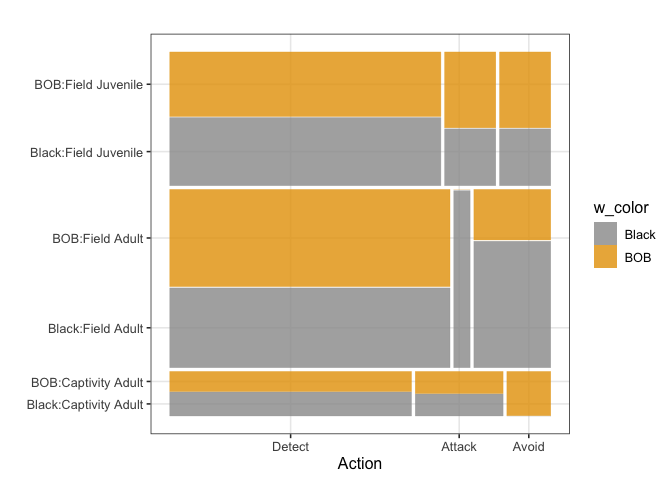 BOB:Field Juvenile
Black:Field Juvenile
BOB:Field Adult
Black:Field Adult
BOB:Captivity Adult
Black:Captivity Adult
Detect
Attack
Avoid
Action
w_color
Black
BOB